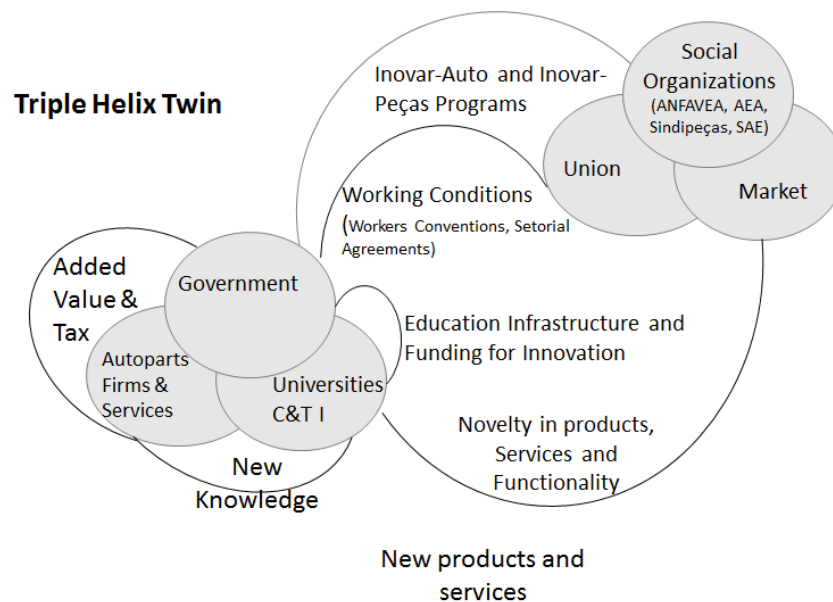 Triple Helix Twin
Inovar-Auto and Inovar-
Peças Programs
Social
Organizations
(ANFAVEA, AEA,
Sindipeças, SAE)
Union
Market
Working Conditions
(Workers Conventions, Setorial
Agreements)
Added
Value &
Tax
Government
Autoparts
Firms &
Services
Universities
C&T I
Education Infrastructure and
Funding for Innovation
New
Knowledge
Novelty in products,
Services and
Functionality
New products and
services